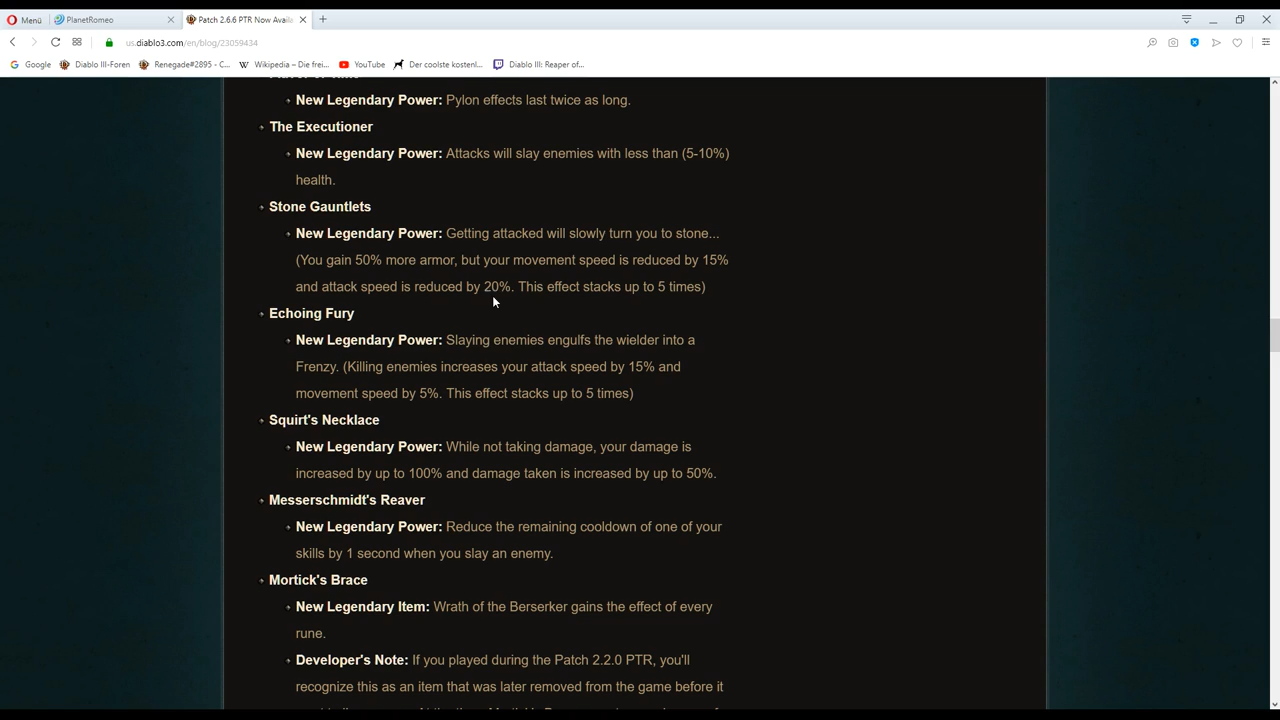 Menü
PlanetRomeo
Patch 2.6.6 PTR Now Availa
us.diablo3.com/en/blog/23059434
Google
Diablo III-Foren
Renegade#2895 - C...
Wikipedia – Die frei...
YouTube
Der coolste kostenl...
Diablo III: Reaper of...
New Legendary Power: Pylon effects last twice as long.
The Executioner
New Legendary Power: Attacks will slay enemies with less than (5-10%)
health.
Stone Gauntlets
New Legendary Power: Getting attacked will slowly turn you to stone...
(You gain 50% more armor, but your movement speed is reduced by 15%
and attack speed is reduced by 20%. This effect stacks up to 5 times)
Echoing Fury
New Legendary Power: Slaying enemies engulfs the wielder into a
Frenzy. (Killing enemies increases your attack speed by 15% and
movement speed by 5%. This effect stacks up to 5 times)
Squirt's Necklace
New Legendary Power: While not taking damage, your damage is
increased by up to 100% and damage taken is increased by up to 50%.
Messerschmidt's Reaver
New Legendary Power: Reduce the remaining cooldown of one of your
skills by 1 second when you slay an enemy.
Mortick's Brace
New Legendary Item: Wrath of the Berserker gains the effect of every
rune.
Developer's Note: If you played during the Patch 2.2.0 PTR, you'll
recognize this as an item that was later removed from the game before it